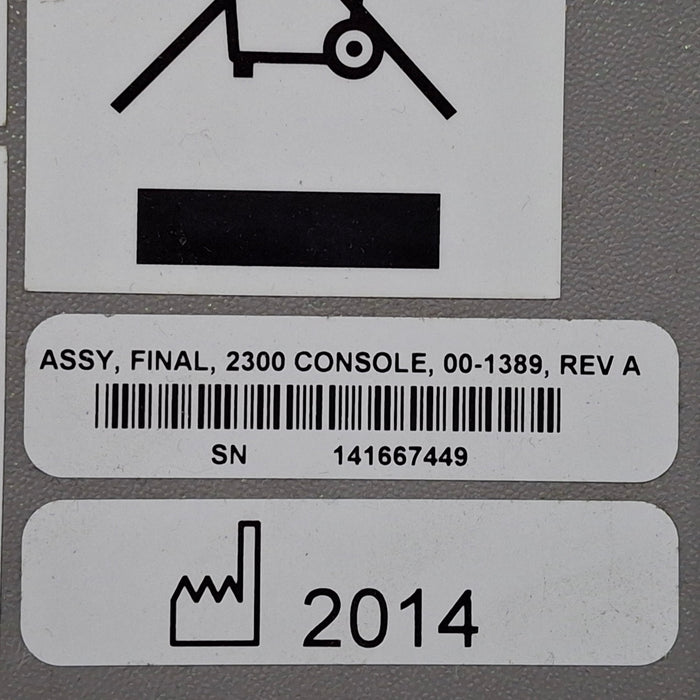 ASSY, FINAL, 2300 CONSOLE, 00-1389, REV A
SN 141667449
2014